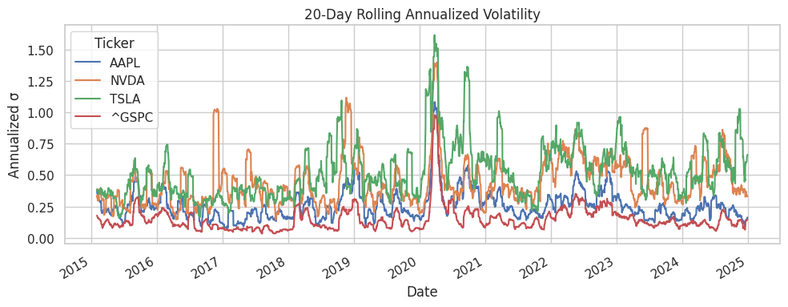 20-Day Rolling Annualized Volatility
Ticker
AAPL
NVDA
TSLA
^GSPC
Annualized σ
1.50
1.25
1.00
0.75
0.50
0.25
0.00
2015
2016
2017
2018
2019
2020
2021
2022
2023
2024
2025
Date